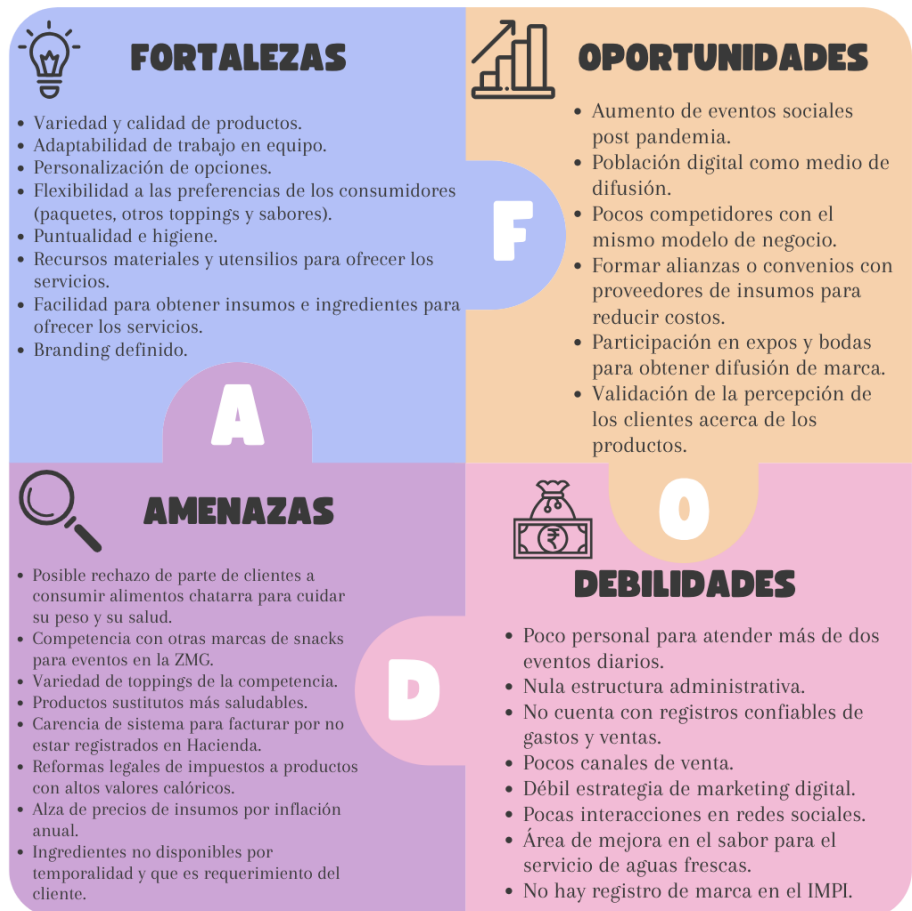 FORTALEZAS
• Variedad y calidad de productos.
• Adaptabilidad de trabajo en equipo.
• Personalización de opciones.
• Flexibilidad a las preferencias de los consumidores
(paquetes, otros toppings y sabores).
• Puntualidad e higiene.
• Recursos materiales y utensilios para ofrecer los
servicios.
• Facilidad para obtener insumos e ingredientes para
ofrecer los servicios.
• Branding definido.
F
OPORTUNIDADES
• Aumento de eventos sociales
post pandemia.
• Población digital como medio de
difusión.
• Pocos competidores con el
mismo modelo de negocio.
• Formar alianzas o convenios con
proveedores de insumos para
reducir costos.
• Participación en expos y bodas
para obtener difusión de marca.
• Validación de la percepción de
los clientes acerca de los
productos.
A
O
AMENAZAS
• Posible rechazo de parte de clientes a
consumir alimentos chatarra para cuidar
su peso y su salud.
• Competencia con otras marcas de snacks
para eventos en la ZMG.
• Variedad de toppings de la competencia.
• Productos sustitutos más saludables.
• Carencia de sistema para facturar por no
estar registrados en Hacienda.
• Reformas legales de impuestos a productos
con altos valores calóricos.
• Alza de precios de insumos por inflación
anual.
• Ingredientes no disponibles por
temporalidad y que es requerimiento del
cliente.
D
₹
DEBILIDADES
• Poco personal para atender más de dos
eventos diarios.
• Nula estructura administrativa.
• No cuenta con registros confiables de
gastos y ventas.
• Pocos canales de venta.
• Débil estrategia de marketing digital.
• Pocas interacciones en redes sociales.
• Área de mejora en el sabor para el
servicio de aguas frescas.
• No hay registro de marca en el IMPI.